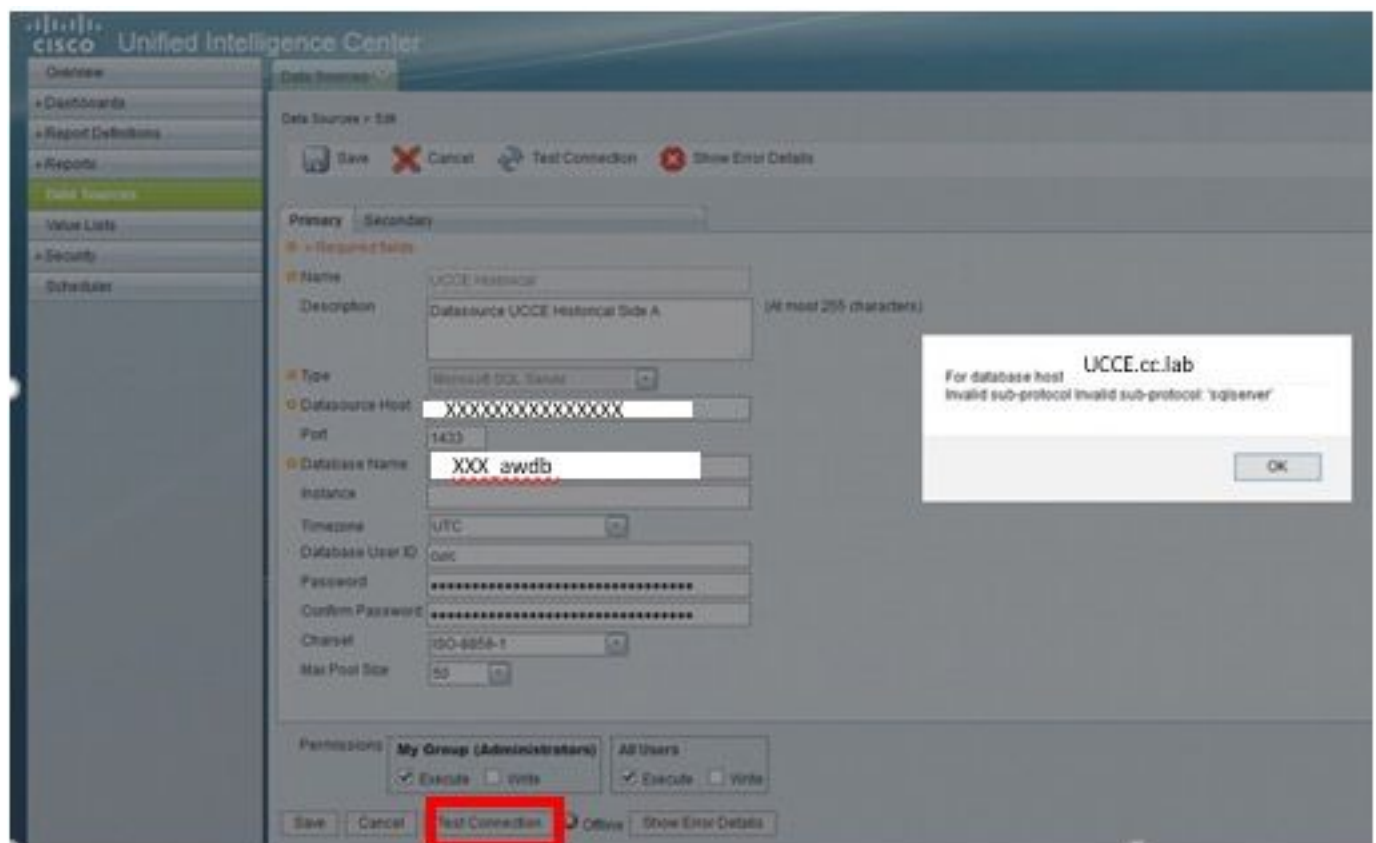 CISCO Unified Intelligence Center
Overview
Dashboards
Report Definitions
Reports
Data Sources
Value Lists
Security
Scheduler
Data Sources
Data Sources > Edit
Save Cancel Test Connection Show Error Details
Primary Secondary
= Required fields
Name UCCE Historical
Description Datasource UCCE Historical Side A (At most 255 characters)
Type Microsoft SQL Server
Datasource Host XXXXXXXXXXXXXXX
Port 1433
Database Name XXX_awdb
Instance
Timezone UTC
Database User ID cuic
Password ••••••••••••••••••••••••••••••••
Confirm Password ••••••••••••••••••••••••••••••••
Charset
Max Pool Size 50
Permissions My Group (Administrators) All Users
Execute Write Execute Write
Save Cancel Test Connection Offline Show Error Details
For database host UCCE.cc.lab
Invalid sub-protocol Invalid sub-protocol: 'sqlserver'
OK